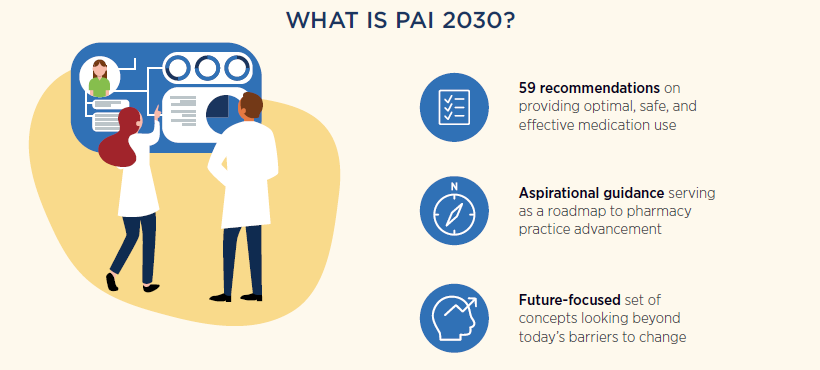 WHAT IS PAI 2030?
59 recommendations on
providing optimal, safe, and
effective medication use
N
Aspirational guidance serving
as a roadmap to pharmacy
practice advancement
Future-focused set of
concepts looking beyond
today’s barriers to change